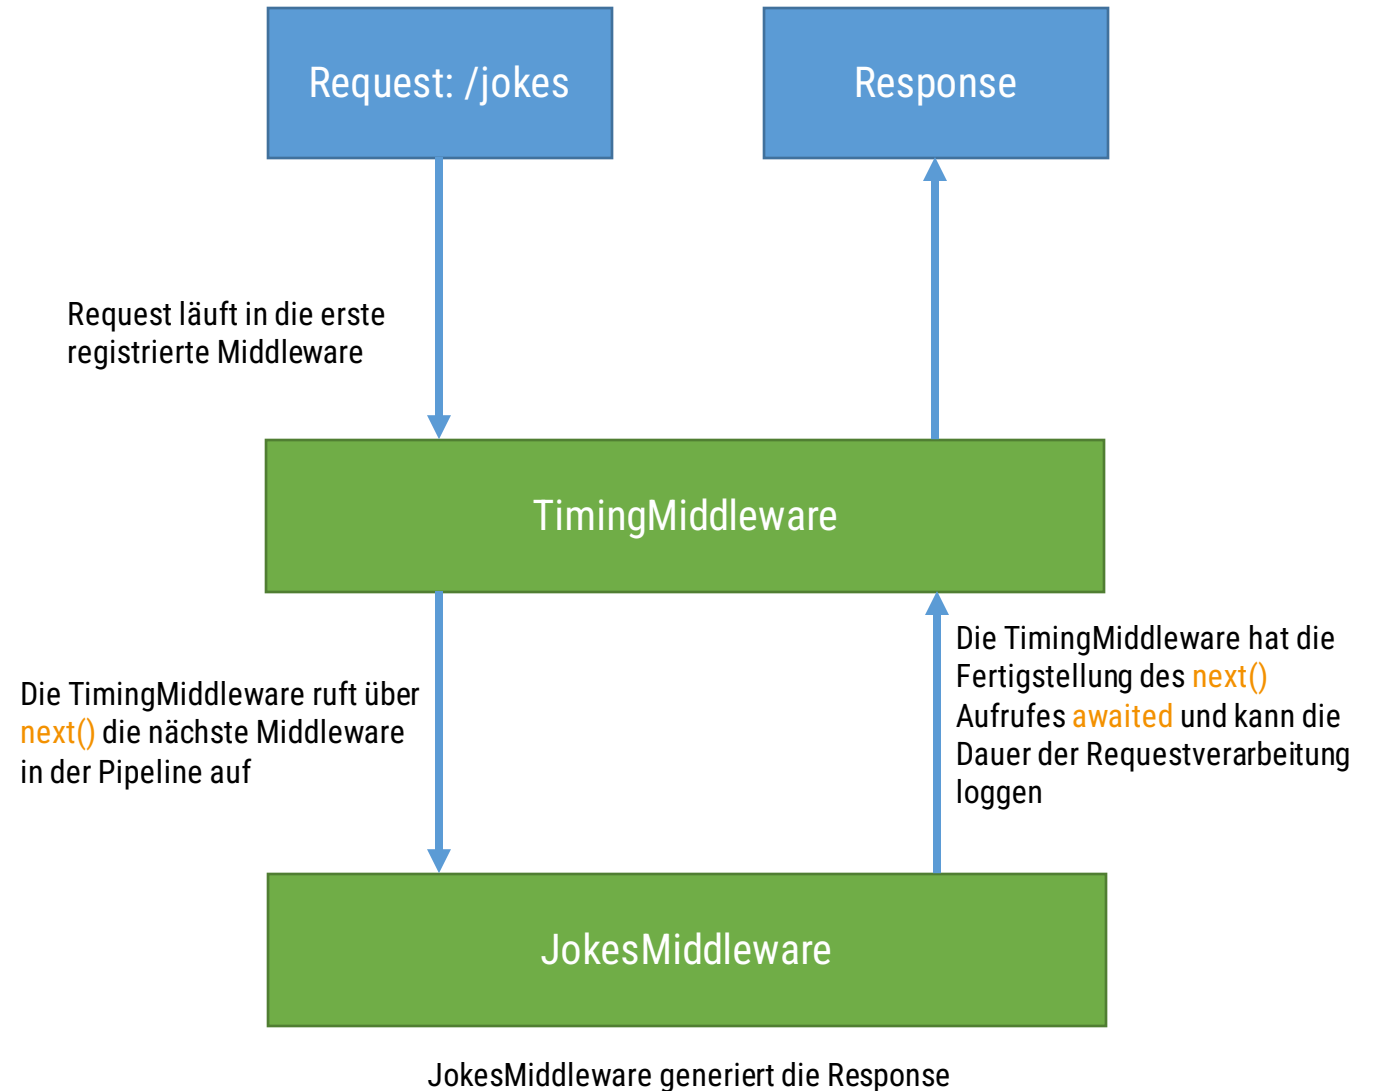 Request: /jokes
Response
Request läuft in die erste
registrierte Middleware
TimingMiddleware
Die TimingMiddleware ruft über
next() die nächste Middleware
in der Pipeline auf
Die TimingMiddleware hat die
Fertigstellung des next()
Aufrufes awaited und kann die
Dauer der Requestverarbeitung
loggen
JokesMiddleware
JokesMiddleware generiert die Response